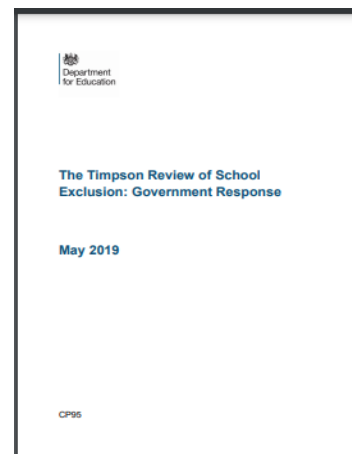 Department
for Education
The Timpson Review of School
Exclusion: Government Response
May 2019
CP95